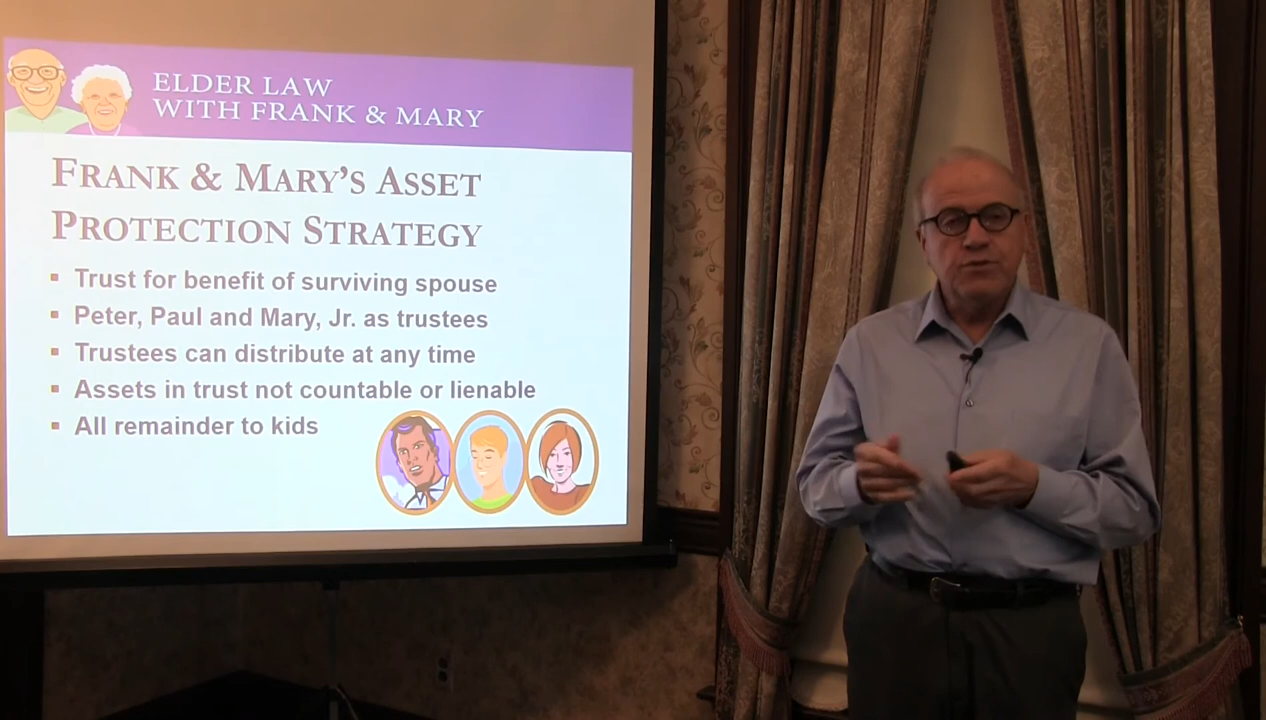 ELDER LAW
WITH FRANK & MARY
FRANK & MARY'S ASSET
PROTECTION STRATEGY
▪ Trust for benefit of surviving spouse
▪ Peter, Paul and Mary, Jr. as trustees
▪ Trustees can distribute at any time
▪ Assets in trust not countable or lienable
▪ All remainder to kids